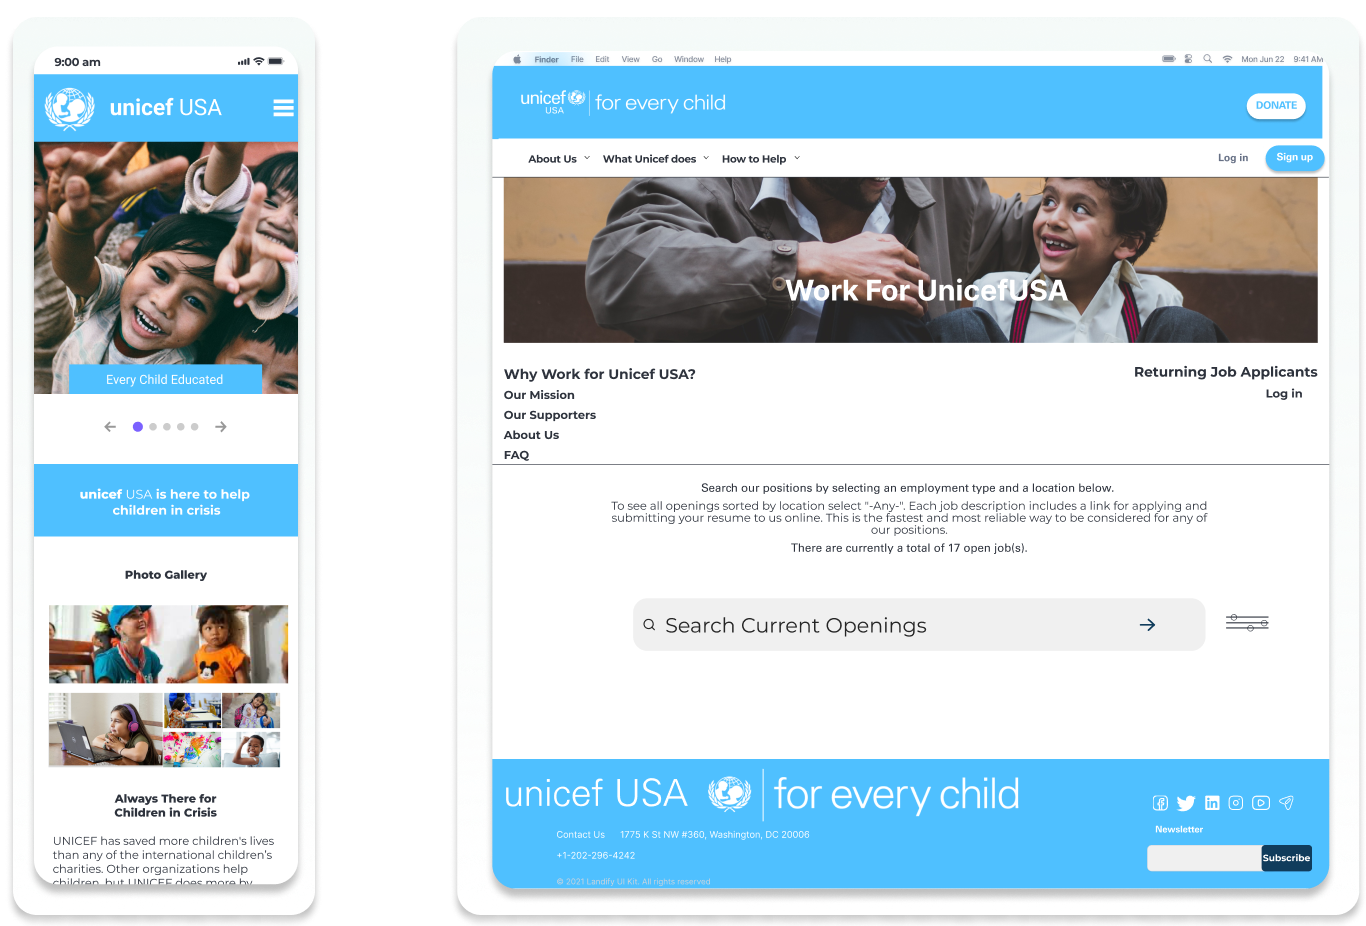 9:00 am
unicef USA
Every Child Educated
unicef USA is here to help
children in crisis
Photo Gallery
Always There for
Children in Crisis
UNICEF has saved more children's lives
than any of the international children's
charities. Other organizations help
children, but UNICEF does more by
Finder File Edit View Go Window Help
Mon Jun 22 9:41 AM
unicef USA for every child
DONATE
About Us What Unicef does How to Help
Log in
Sign up
Work For UnicefUSA
Why Work for Unicef USA?
Our Mission
Our Supporters
About Us
FAQ
Returning Job Applicants
Log in
Search our positions by selecting an employment type and a location below.
To see all openings sorted by location select "-Any-". Each job description includes a link for applying and
submitting your resume to us online. This is the fastest and most reliable way to be considered for any of
our positions.
There are currently a total of 17 open job(s).
Search Current Openings
unicef USA for every child
Contact Us 1775 K St NW #360, Washington, DC 20006
+1-202-296-4242
© 2021 Landify UI Kit. All rights reserved
Newsletter
Subscribe